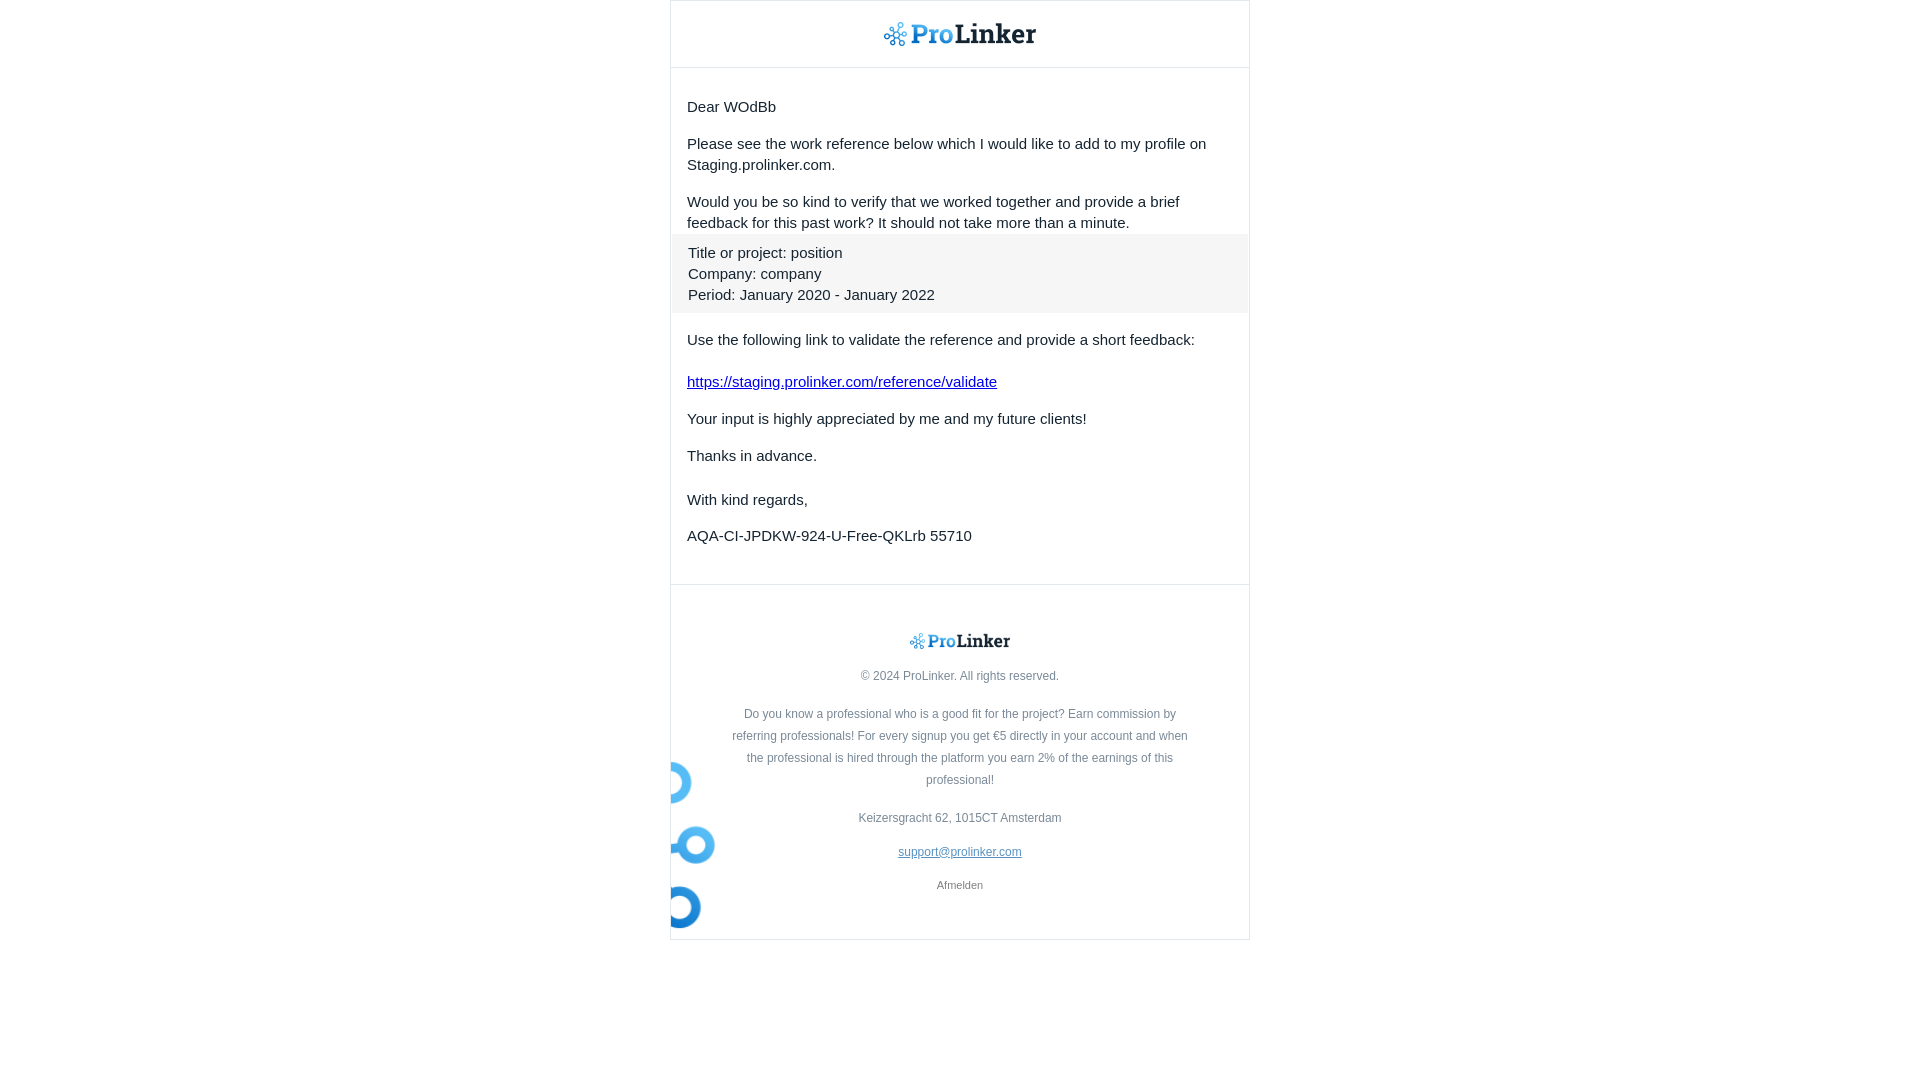 ProLinker
Dear WOdBb
Please see the work reference below which I would like to add to my profile on
Staging.prolinker.com.
Would you be so kind to verify that we worked together and provide a brief
feedback for this past work? It should not take more than a minute.
Title or project: position
Company: company
Period: January 2020 - January 2022
Use the following link to validate the reference and provide a short feedback:
https://staging.prolinker.com/reference/validate
Your input is highly appreciated by me and my future clients!
Thanks in advance.
With kind regards,
AQA-CI-JPDKW-924-U-Free-QKLrb 55710
ProLinker
© 2024 ProLinker. All rights reserved.
Do you know a professional who is a good fit for the project? Earn commission by
referring professionals! For every signup you get €5 directly in your account and when
the professional is hired through the platform you earn 2% of the earnings of this
professional!
Keizersgracht 62, 1015CT Amsterdam
support@prolinker.com
Afmelden